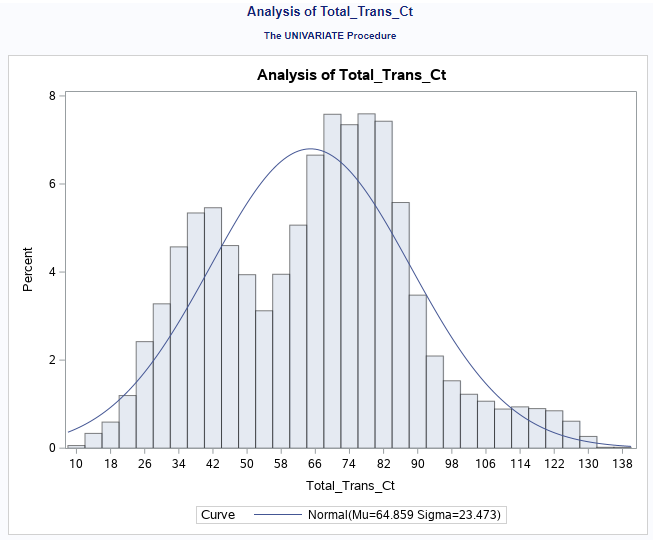 Analysis of Total_Trans_Ct
The UNIVARIATE Procedure
Analysis of Total_Trans_Ct
8
6
4
2
0
Percent
10 18 26 34 42 50 58 66 74 82 90 98 106 114 122 130 138
Total_Trans_Ct
Curve Normal(Mu=64.859 Sigma=23.473)